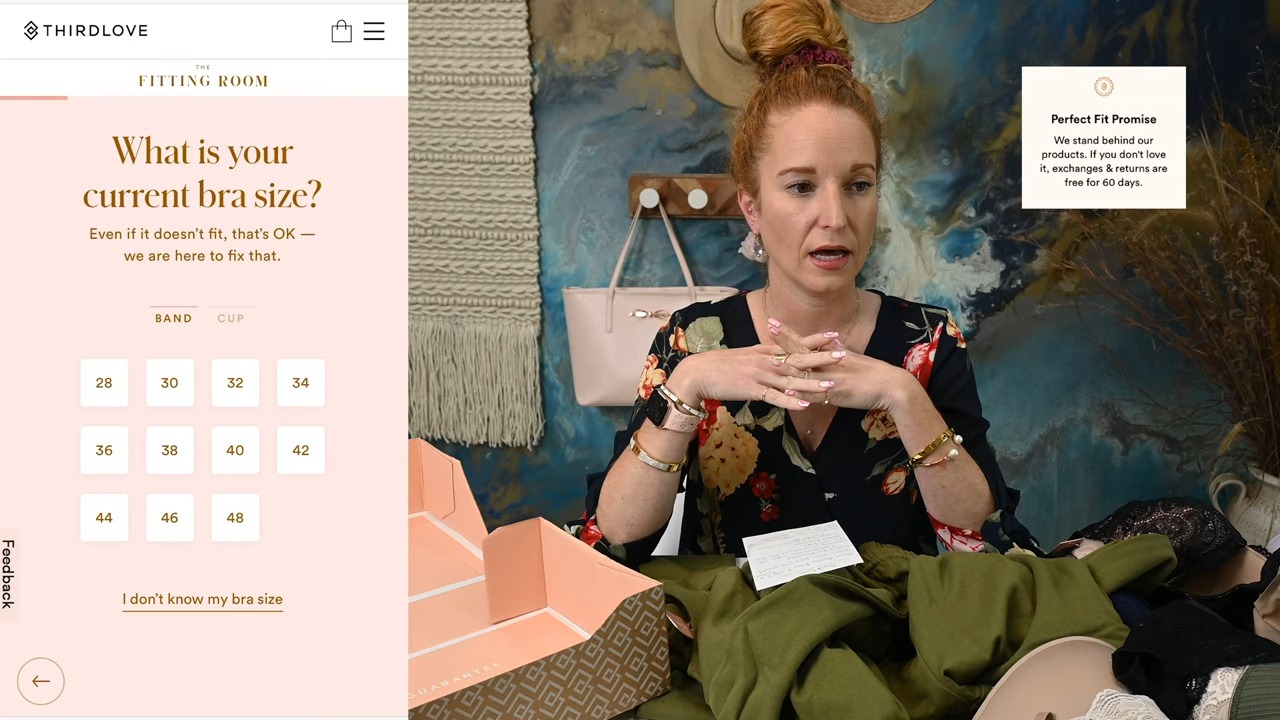 THIRDLOVE
THE
FITTING ROOM
What is your
current bra size?
Even if it doesn't fit, that's OK —
we are here to fix that.
BAND CUP
28 30 32 34
36 38 40 42
44 46 48
I don't know my bra size
Feedback
Perfect Fit Promise
We stand behind our
products. If you don't love
it, exchanges & returns are
free for 60 days.
GUARANTEE